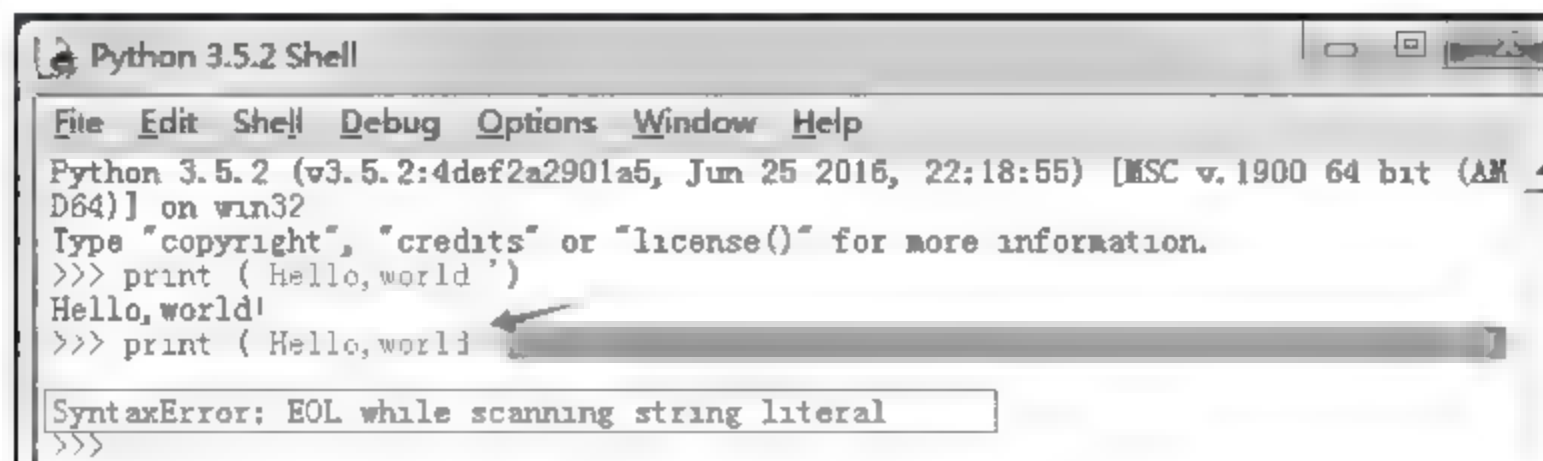 Python 3.5.2 Shell
File Edit Shell Debug Options Window Help
Python 3.5.2 (v3.5.2:4def2a2901a5, Jun 25 2016, 22:18:55) [MSC v.1900 64 bit (AM
D64)] on win32
Type "copyright", "credits" or "license()" for more information.
>>> print ( Hello,world ')
Hello,world!
>>> print ( Hello,world
SyntaxError: EOL while scanning string literal
>>>